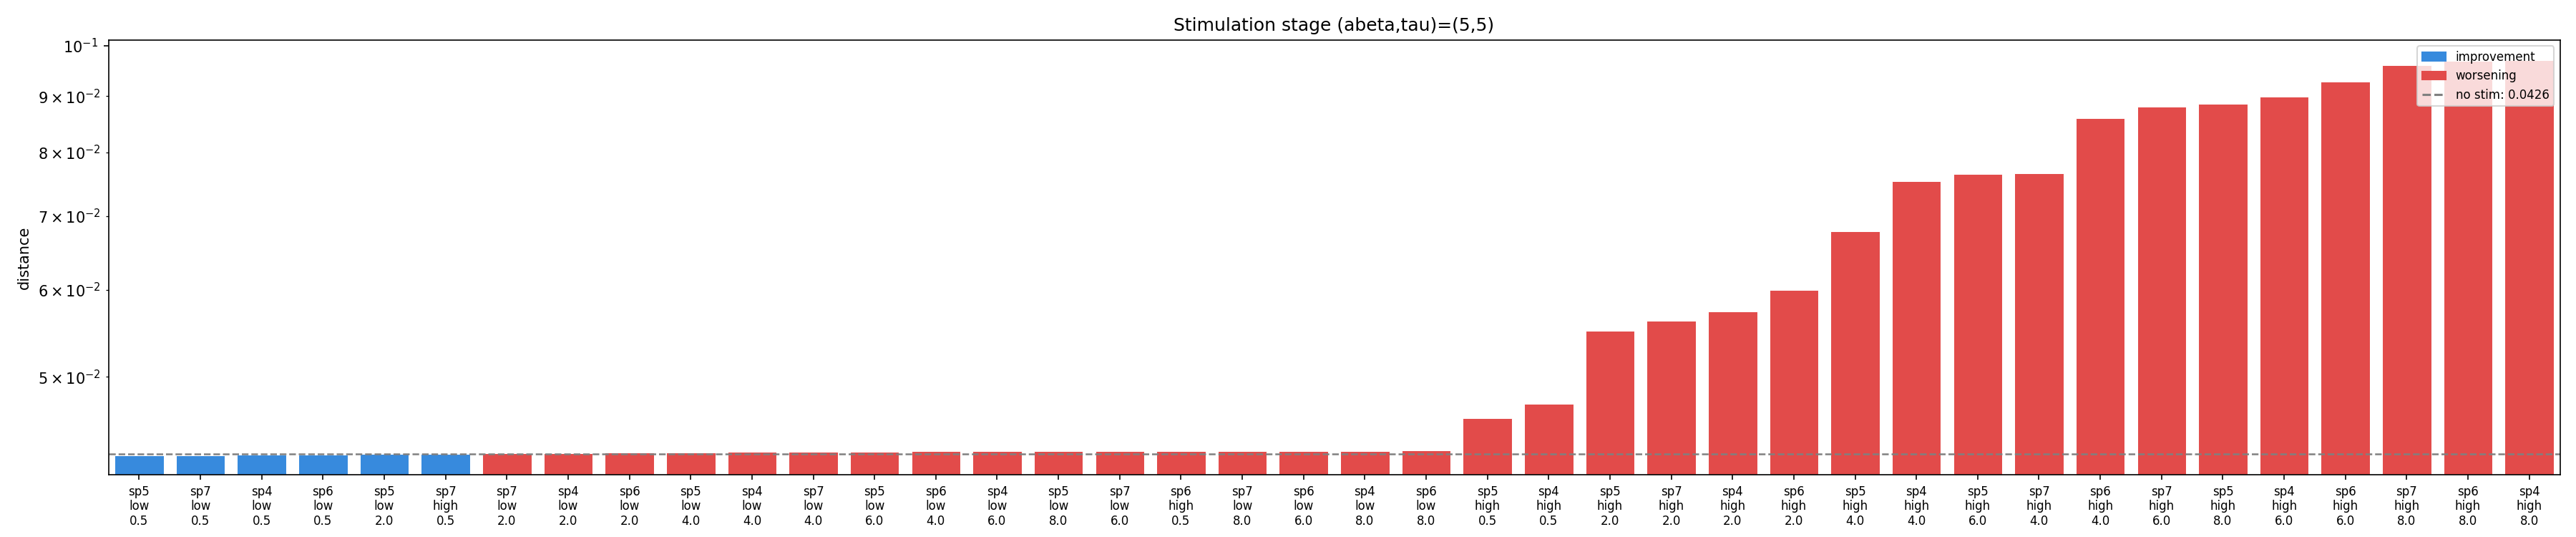 Stimulation stage (abeta,tau)=(5,5)
10⁻¹
9 × 10⁻²
8 × 10⁻²
7 × 10⁻²
6 × 10⁻²
5 × 10⁻²
distance
improvement
worsening
no stim: 0.0426
sp5 sp7 sp4 sp6 sp5 sp7 sp7 sp4 sp6 sp5 sp4 sp7 sp5 sp6 sp4 sp5 sp7 sp6 sp7 sp6 sp4 sp6 sp5 sp4 sp5 sp7 sp4 sp6 sp5 sp4 sp5 sp7 sp6 sp7 sp5 sp4 sp6 sp7 sp6 sp4
low low low low low high low low low low low low low low low low low high low low low low high high high high high high high high high high high high high high high high high high
0.5 0.5 0.5 0.5 2.0 0.5 2.0 2.0 2.0 4.0 4.0 4.0 6.0 4.0 6.0 8.0 6.0 0.5 8.0 6.0 8.0 8.0 0.5 0.5 2.0 2.0 2.0 2.0 4.0 4.0 6.0 4.0 4.0 6.0 8.0 6.0 6.0 8.0 8.0 8.0